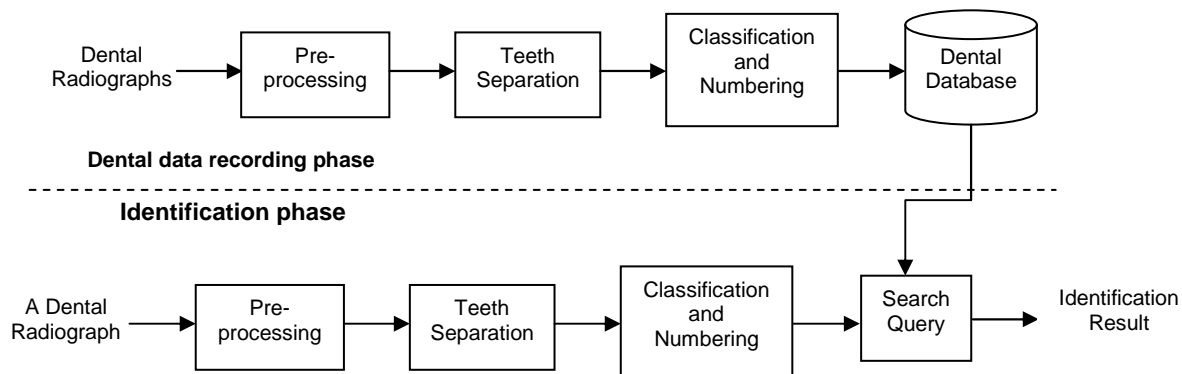 Dental
Radiographs
Pre-
processing
Teeth
Separation
Classification
and
Numbering
Dental
Database
Dental data recording phase
Identification phase
A Dental
Radiograph
Pre-
processing
Teeth
Separation
Classification
and
Numbering
Search
Query
Identification
Result